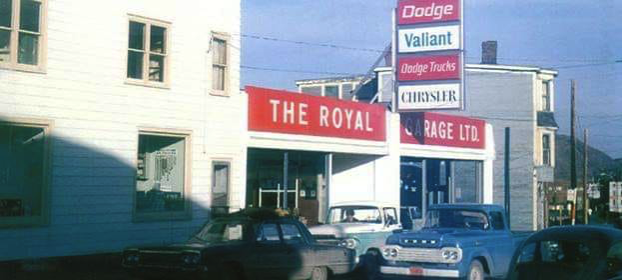 Dodge
Valiant
Dodge Trucks
CHRYSLER
THE ROYAL GARAGE LTD.